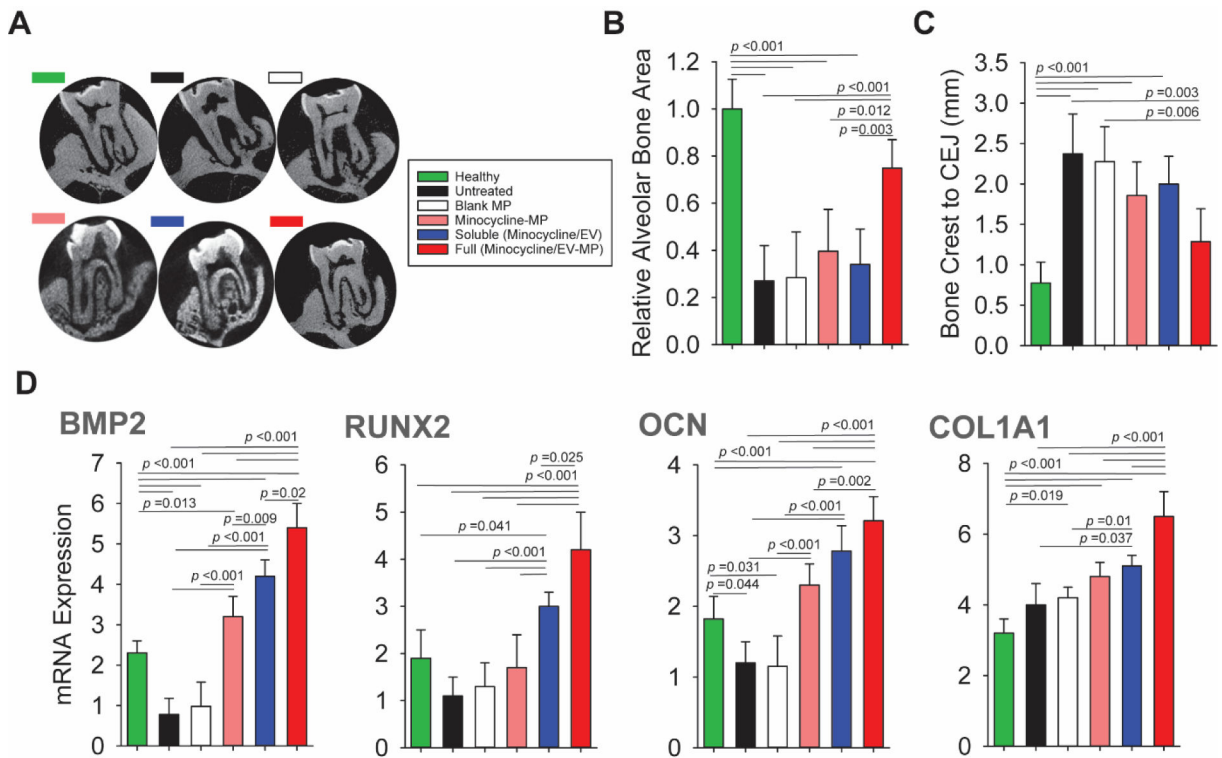 A
Healthy
Untreated
Blank MP
Minocycline-MP
Soluble (Minocycline/EV)
Full (Minocycline/EV-MP)
B
Relative Alveolar Bone Area
1.2
1.0
0.8
0.6
0.4
0.2
0.0
p <0.001
p <0.001
p =0.012
p =0.003
C
Bone Crest to CEJ (mm)
3.5
3.0
2.5
2.0
1.5
1.0
0.5
0.0
p <0.001
p =0.003
p =0.006
D
mRNA Expression
BMP2
7
6
5
4
3
2
1
0
p <0.001
p <0.001
p =0.013
p =0.02
p =0.009
p <0.001
p <0.001
RUNX2
6
5
4
3
2
1
0
p =0.025
p <0.001
p =0.041
p <0.001
OCN
4
3
2
1
0
p <0.001
p <0.001
p =0.002
p <0.001
p <0.001
p =0.031
p =0.044
COL1A1
8
6
4
2
0
p <0.001
p <0.001
p =0.019
p =0.01
p =0.037